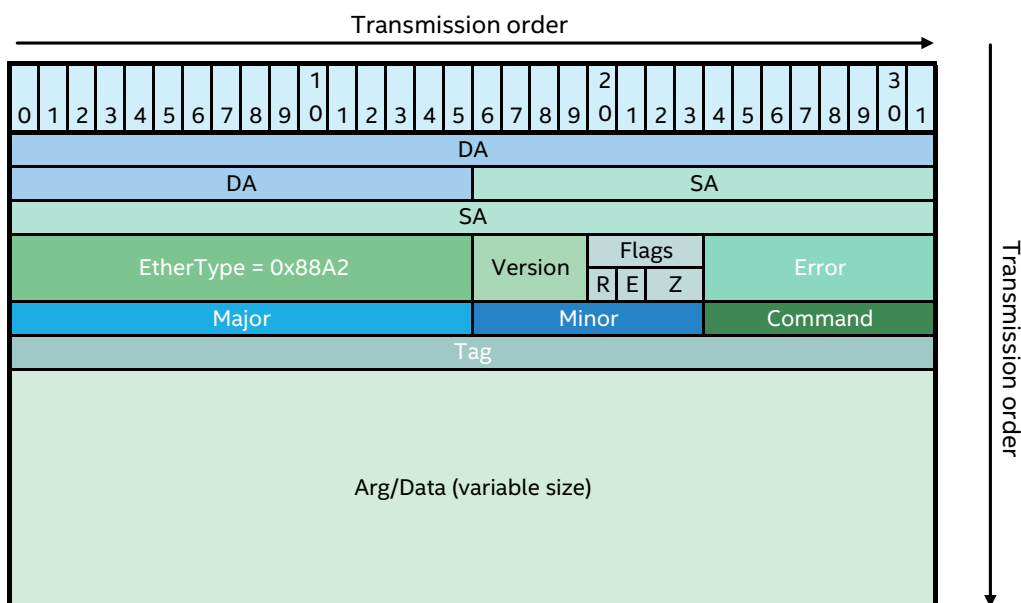 Transmission order
1 2 3
0 1 2 3 4 5 6 7 8 9 0 1 2 3 4 5 6 7 8 9 0 1 2 3 4 5 6 7 8 9 0 1
DA
DA SA
SA
EtherType = 0x88A2 Version Flags Error
R E Z
Major Minor Command
Tag
Arg/Data (variable size)
Transmission order